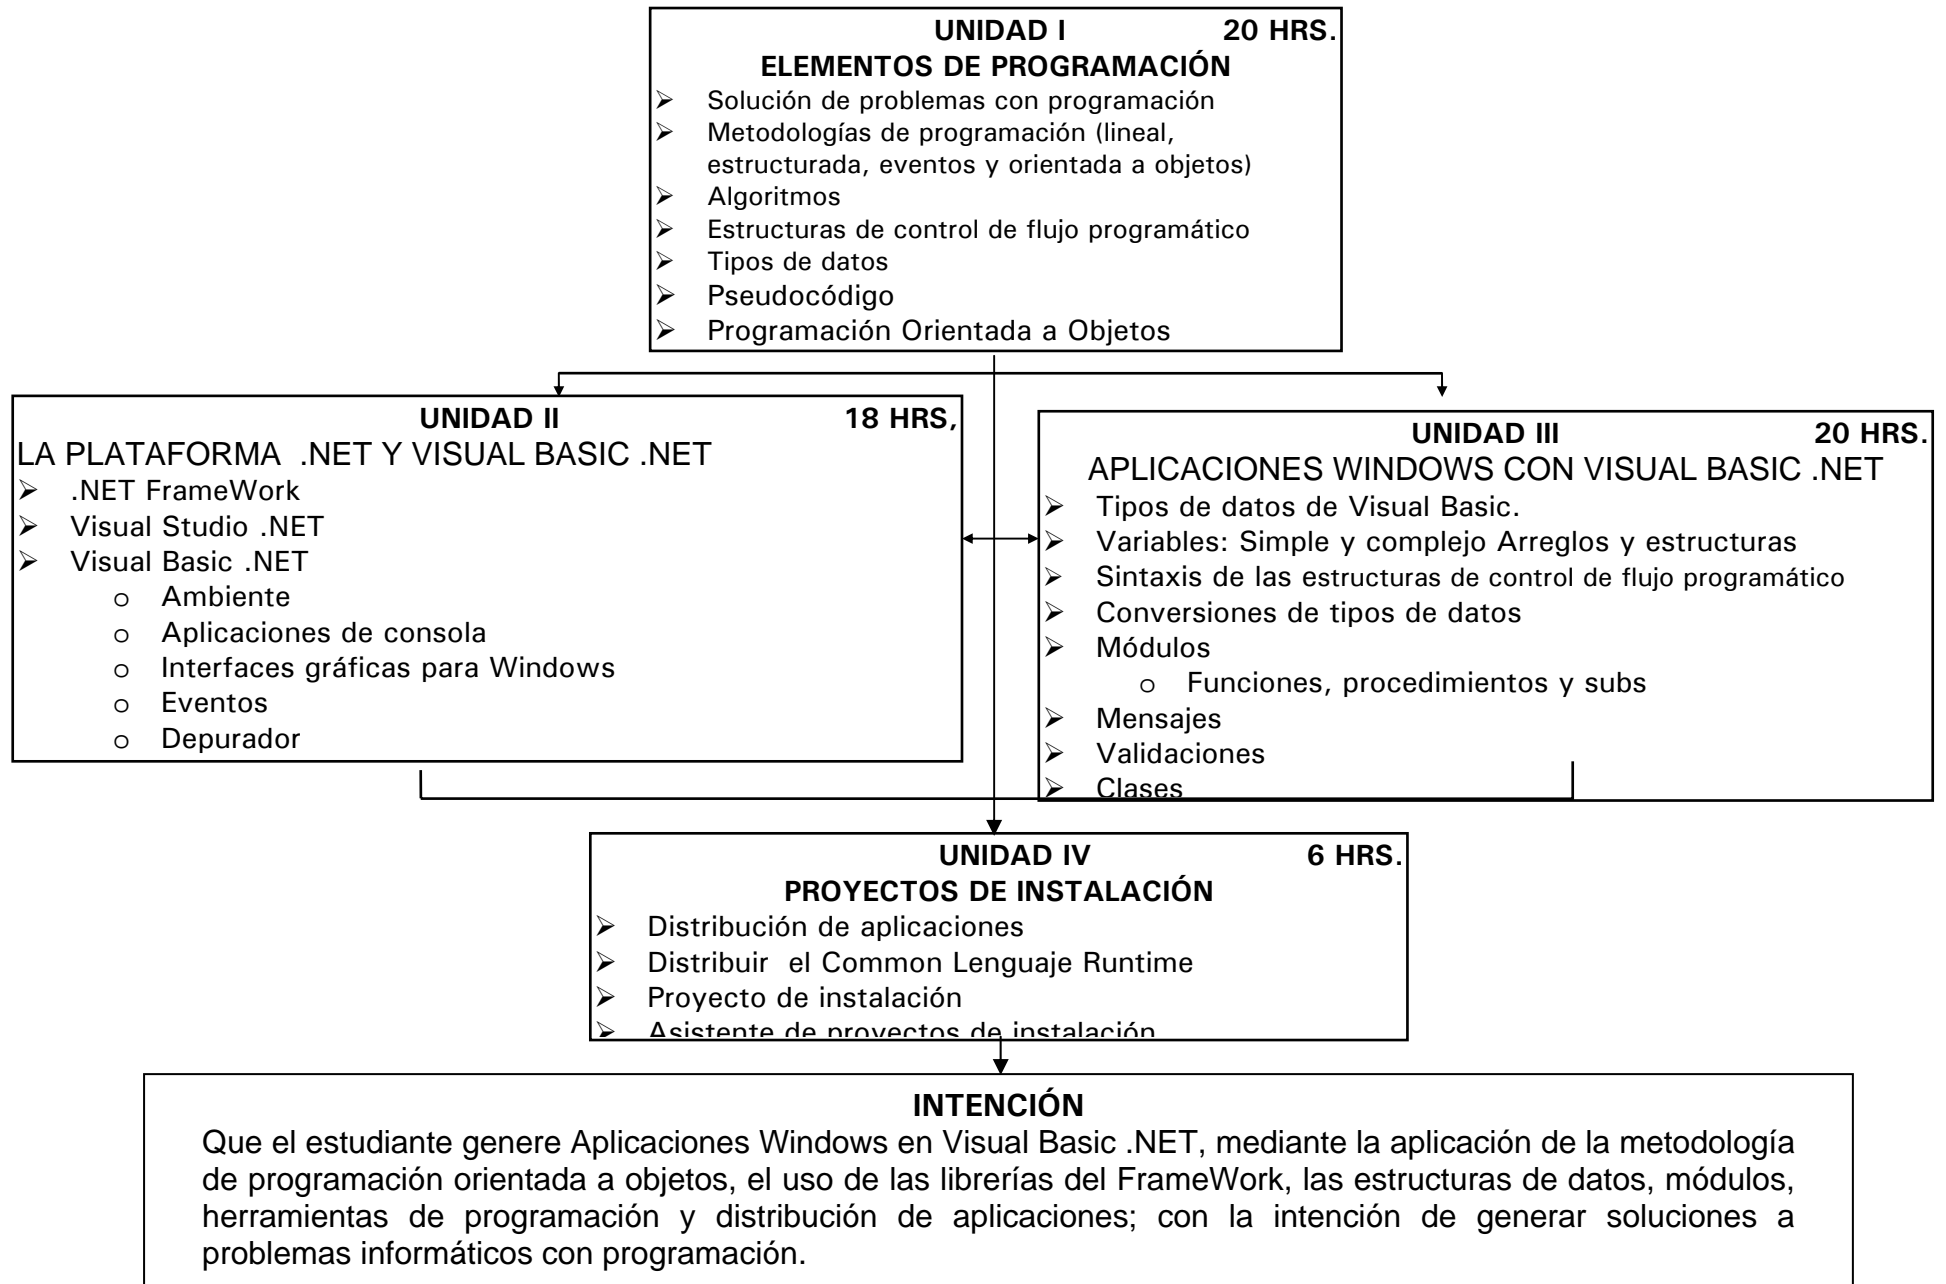 UNIDAD I 20 HRS.
ELEMENTOS DE PROGRAMACIÓN
➢ Solución de problemas con programación
➢ Metodologías de programación (lineal,
estructurada, eventos y orientada a objetos)
➢ Algoritmos
➢ Estructuras de control de flujo programático
➢ Tipos de datos
➢ Pseudocódigo
➢ Programación Orientada a Objetos
UNIDAD II 18 HRS,
LA PLATAFORMA .NET Y VISUAL BASIC .NET
➢ .NET FrameWork
➢ Visual Studio .NET
➢ Visual Basic .NET
o Ambiente
o Aplicaciones de consola
o Interfaces gráficas para Windows
o Eventos
o Depurador
UNIDAD III 20 HRS.
APLICACIONES WINDOWS CON VISUAL BASIC .NET
➢ Tipos de datos de Visual Basic.
➢ Variables: Simple y complejo Arreglos y estructuras
➢ Sintaxis de las estructuras de control de flujo programático
➢ Conversiones de tipos de datos
➢ Módulos
o Funciones, procedimientos y subs
➢ Mensajes
➢ Validaciones
➢ Clases
UNIDAD IV 6 HRS.
PROYECTOS DE INSTALACIÓN
➢ Distribución de aplicaciones
➢ Distribuir el Common Lenguaje Runtime
➢ Proyecto de instalación
➢ Asistente de proyectos de instalación
INTENCIÓN
Que el estudiante genere Aplicaciones Windows en Visual Basic .NET, mediante la aplicación de la metodología
de programación orientada a objetos, el uso de las librerías del FrameWork, las estructuras de datos, módulos,
herramientas de programación y distribución de aplicaciones; con la intención de generar soluciones a
problemas informáticos con programación.